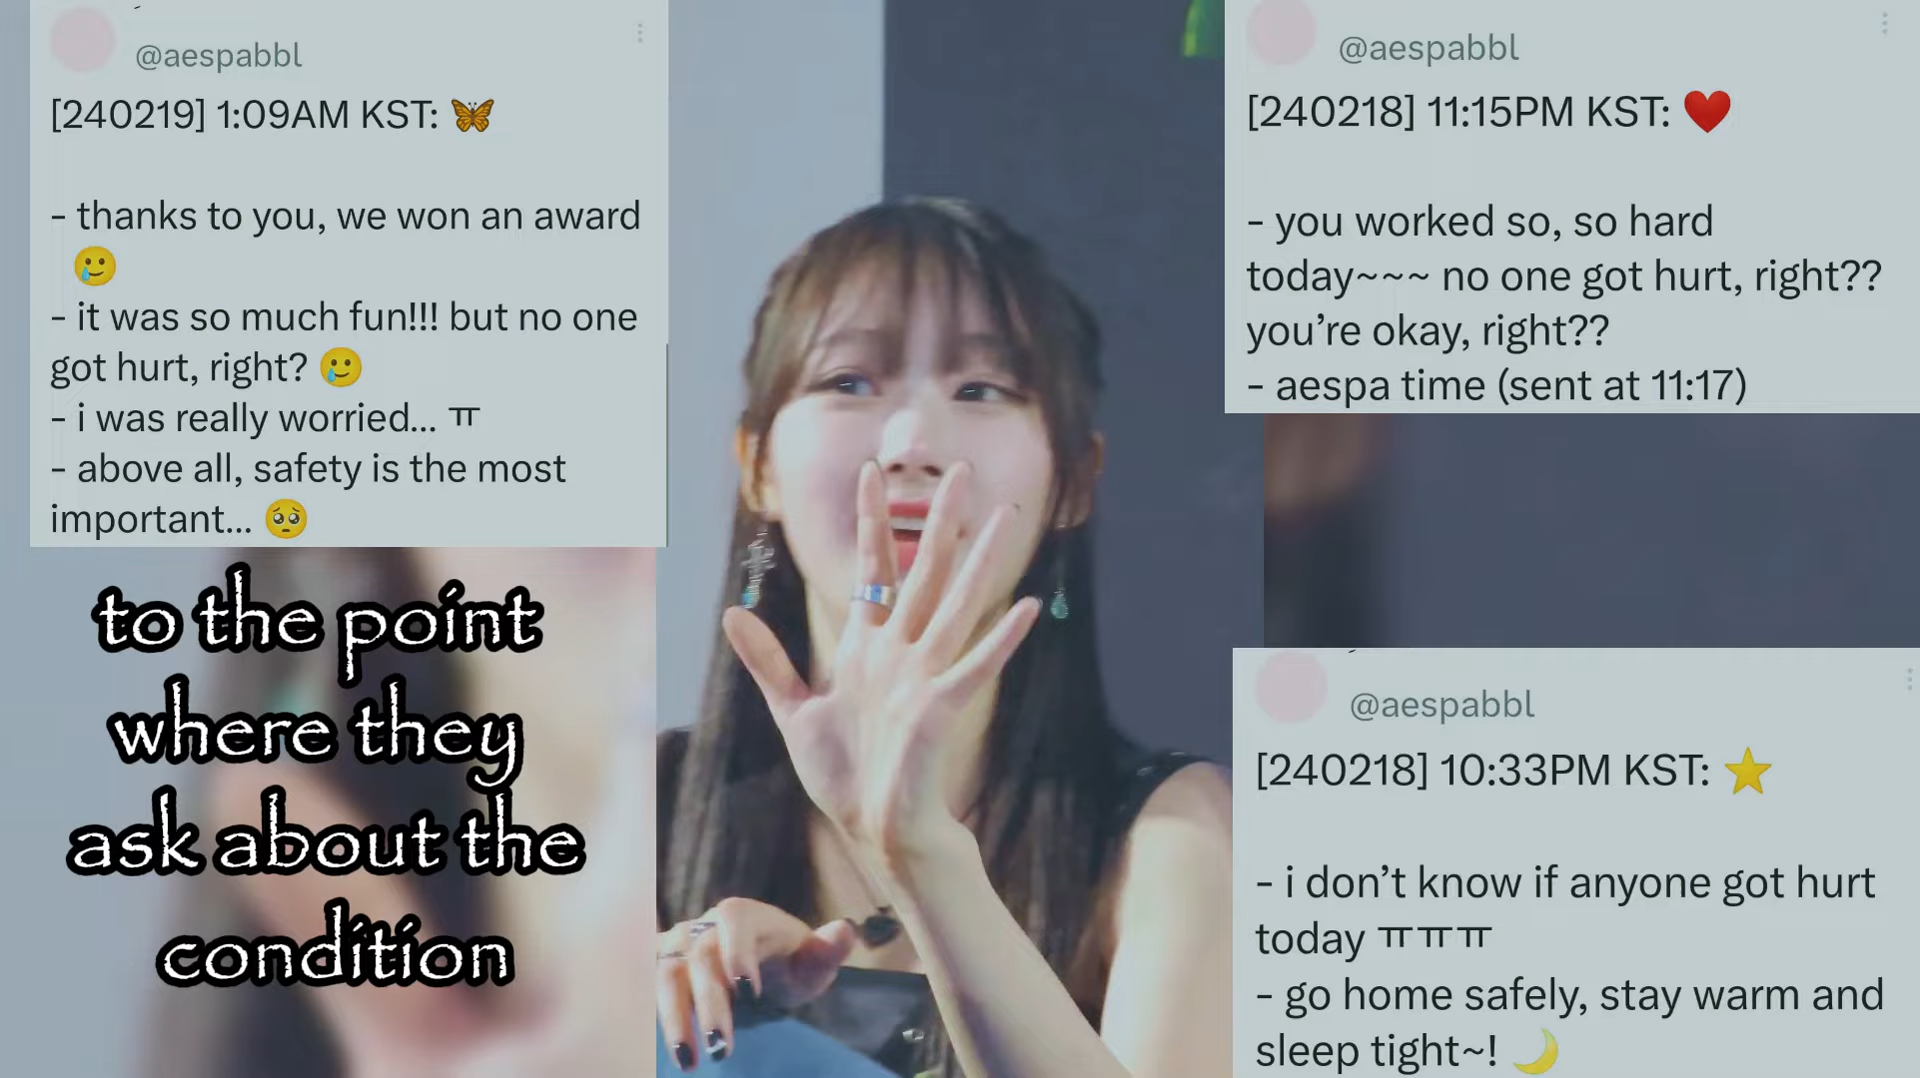 @aespabbl
[240219] 1:09AM KST: 🦋
- thanks to you, we won an award
🥲
- it was so much fun!!! but no one
got hurt, right? 🥲
- i was really worried... ㅠ
- above all, safety is the most
important... 🥺
to the point
where they
ask about the
condition
@aespabbl
[240218] 11:15PM KST: ❤️
- you worked so, so hard
today~~~ no one got hurt, right??
you’re okay, right??
- aespa time (sent at 11:17)
@aespabbl
[240218] 10:33PM KST: ⭐
- i don’t know if anyone got hurt
today ㅠㅠㅠ
- go home safely, stay warm and
sleep tight~! 🌙